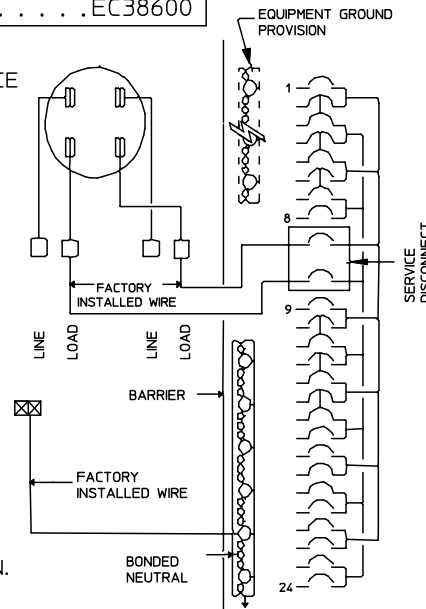 . . . . . EC38600
EQUIPMENT GROUND
PROVISION
CE
1
8
SERVICE
DISCONNECT
FACTORY
INSTALLED WIRE
9
LINE
LOAD
LINE
LOAD
BARRIER
FACTORY
INSTALLED WIRE
N.
BONDED
NEUTRAL
24